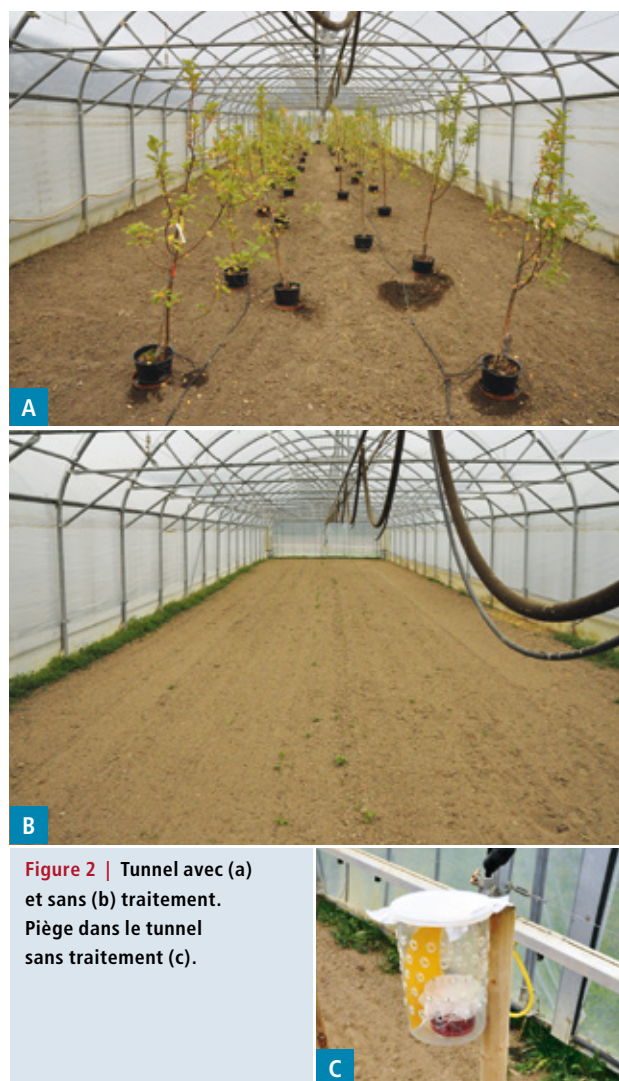 A
B
Figure 2 | Tunnel avec (a)
et sans (b) traitement.
Piège dans le tunnel
sans traitement (c).
C